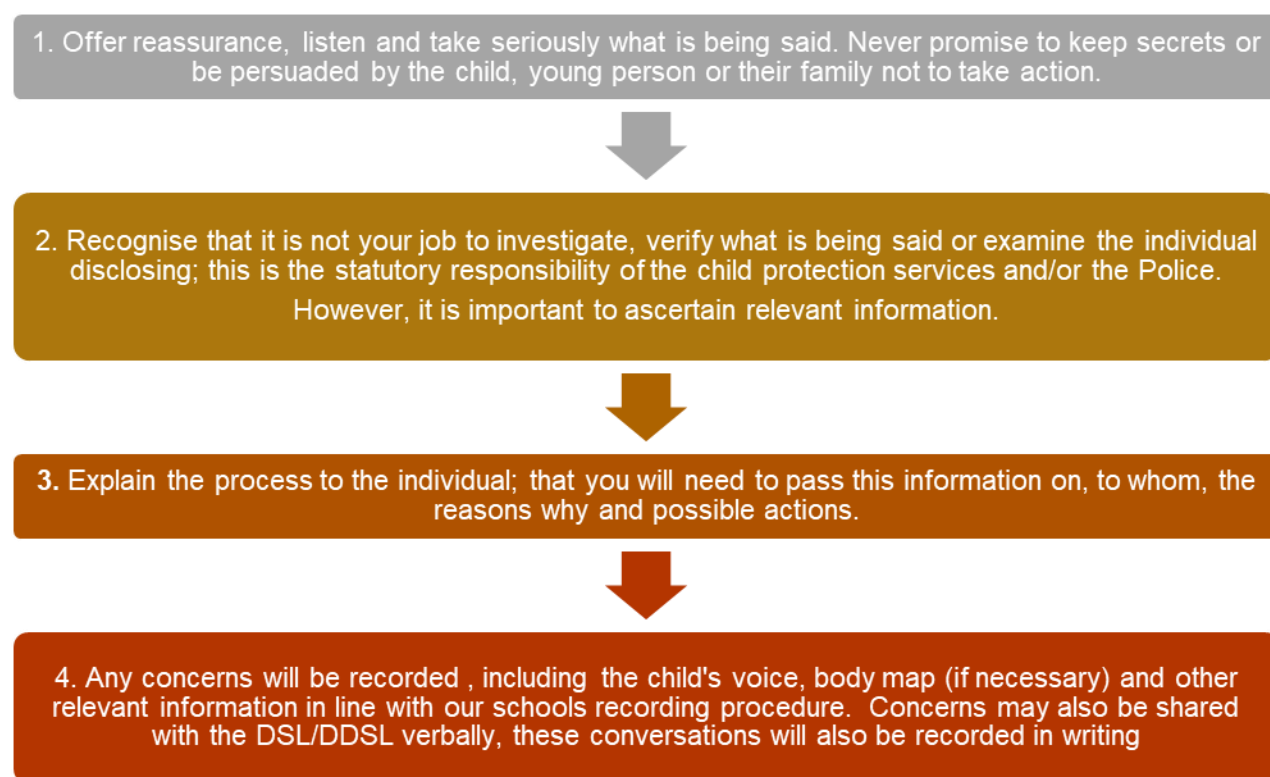 1. Offer reassurance, listen and take seriously what is being said. Never promise to keep secrets or
be persuaded by the child, young person or their family not to take action.
2. Recognise that it is not your job to investigate, verify what is being said or examine the individual
disclosing; this is the statutory responsibility of the child protection services and/or the Police.
However, it is important to ascertain relevant information.
3. Explain the process to the individual; that you will need to pass this information on, to whom, the
reasons why and possible actions.
4. Any concerns will be recorded , including the child's voice, body map (if necessary) and other
relevant information in line with our schools recording procedure.  Concerns may also be shared
with the DSL/DDSL verbally, these conversations will also be recorded in writing